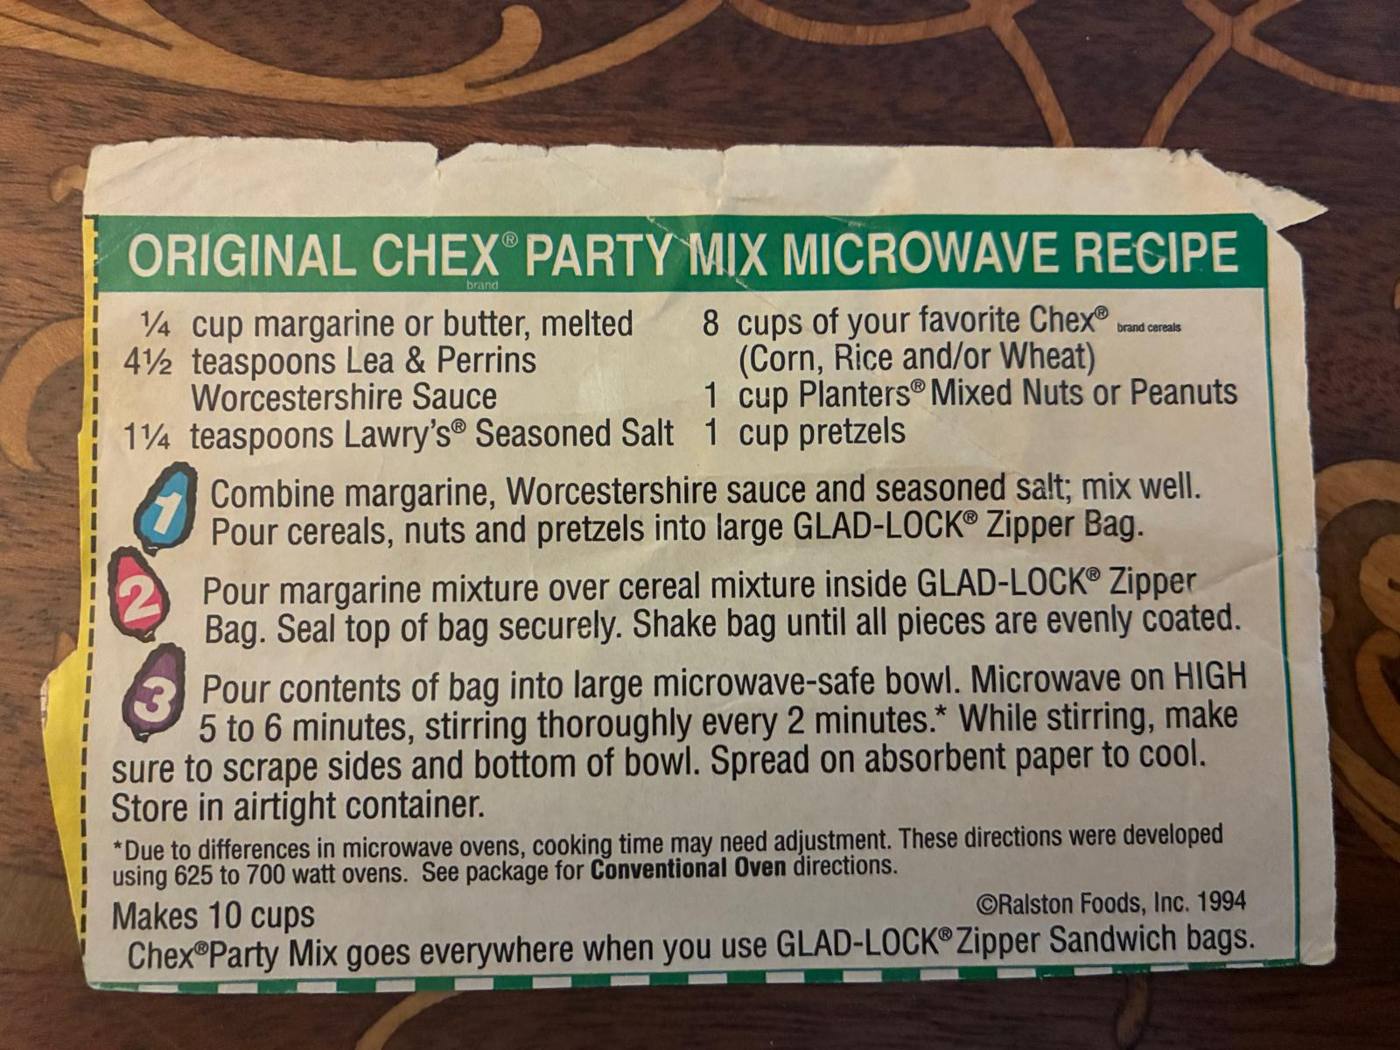 ORIGINAL CHEX® PARTY MIX MICROWAVE RECIPE
brand
¼ cup margarine or butter, melted
4½ teaspoons Lea & Perrins
Worcestershire Sauce
1¼ teaspoons Lawry's® Seasoned Salt
8 cups of your favorite Chex® brand cereals
(Corn, Rice and/or Wheat)
1 cup Planters® Mixed Nuts or Peanuts
1 cup pretzels
1 Combine margarine, Worcestershire sauce and seasoned salt; mix well.
Pour cereals, nuts and pretzels into large GLAD-LOCK® Zipper Bag.
2 Pour margarine mixture over cereal mixture inside GLAD-LOCK® Zipper
Bag. Seal top of bag securely. Shake bag until all pieces are evenly coated.
3 Pour contents of bag into large microwave-safe bowl. Microwave on HIGH
5 to 6 minutes, stirring thoroughly every 2 minutes.* While stirring, make
sure to scrape sides and bottom of bowl. Spread on absorbent paper to cool.
Store in airtight container.
*Due to differences in microwave ovens, cooking time may need adjustment. These directions were developed
using 625 to 700 watt ovens. See package for Conventional Oven directions.
Makes 10 cups
©Ralston Foods, Inc. 1994
Chex® Party Mix goes everywhere when you use GLAD-LOCK® Zipper Sandwich bags.